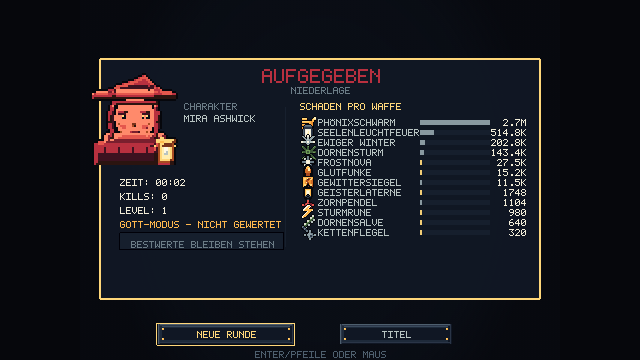 AUFGEGEBEN
NIEDERLAGE
CHARAKTER
MIRA ASHWICK
ZEIT: 00:02
KILLS: 0
LEVEL: 1
GOTT-MODUS - NICHT GEWERTET
BESTWERTE BLEIBEN STEHEN
SCHADEN PRO WAFFE
PHÖNIXSCHWARM 2.7M
SEELENLEUCHTFEUER 514.8K
EWIGER WINTER 202.8K
DORNENSTURM 143.4K
FROSTNOVA 27.5K
GLUTFUNKE 15.2K
GEWITTERSIEGEL 11.5K
GEISTERLATERNE 1748
ZORNPENDEL 1104
STURMRUNE 980
DORNENSALVE 640
KETTENFLEGEL 320
NEUE RUNDE
TITEL
ENTER/PFEILE ODER MAUS